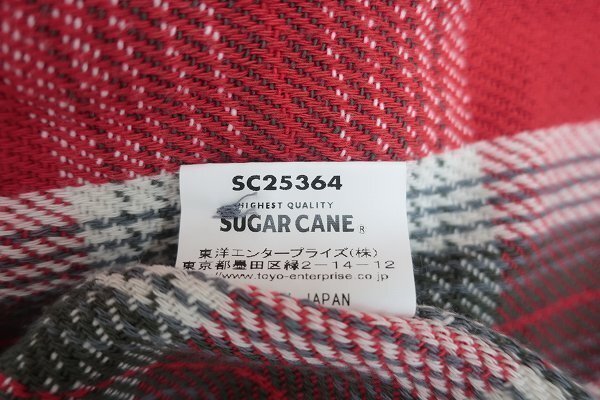 SC25364
HIGHEST QUALITY
SUGAR CANE ®
東洋エンタープライズ(株)
東京都墨田区緑2-14-12
//www.toyo-enterprise.co.jp
JAPAN